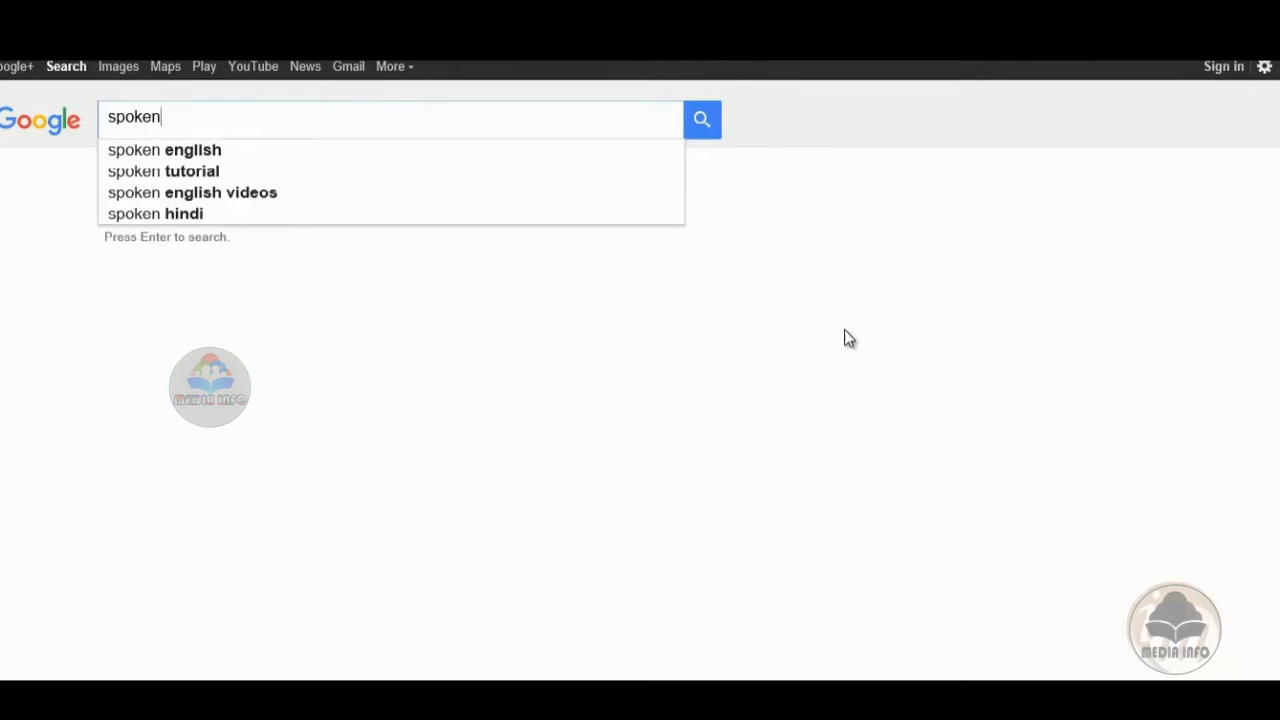 oogle+ Search Images Maps Play YouTube News Gmail More Sign in
Google spoken
spoken english
spoken tutorial
spoken english videos
spoken hindi
Press Enter to search.
MEDIA INFO
MEDIA INFO